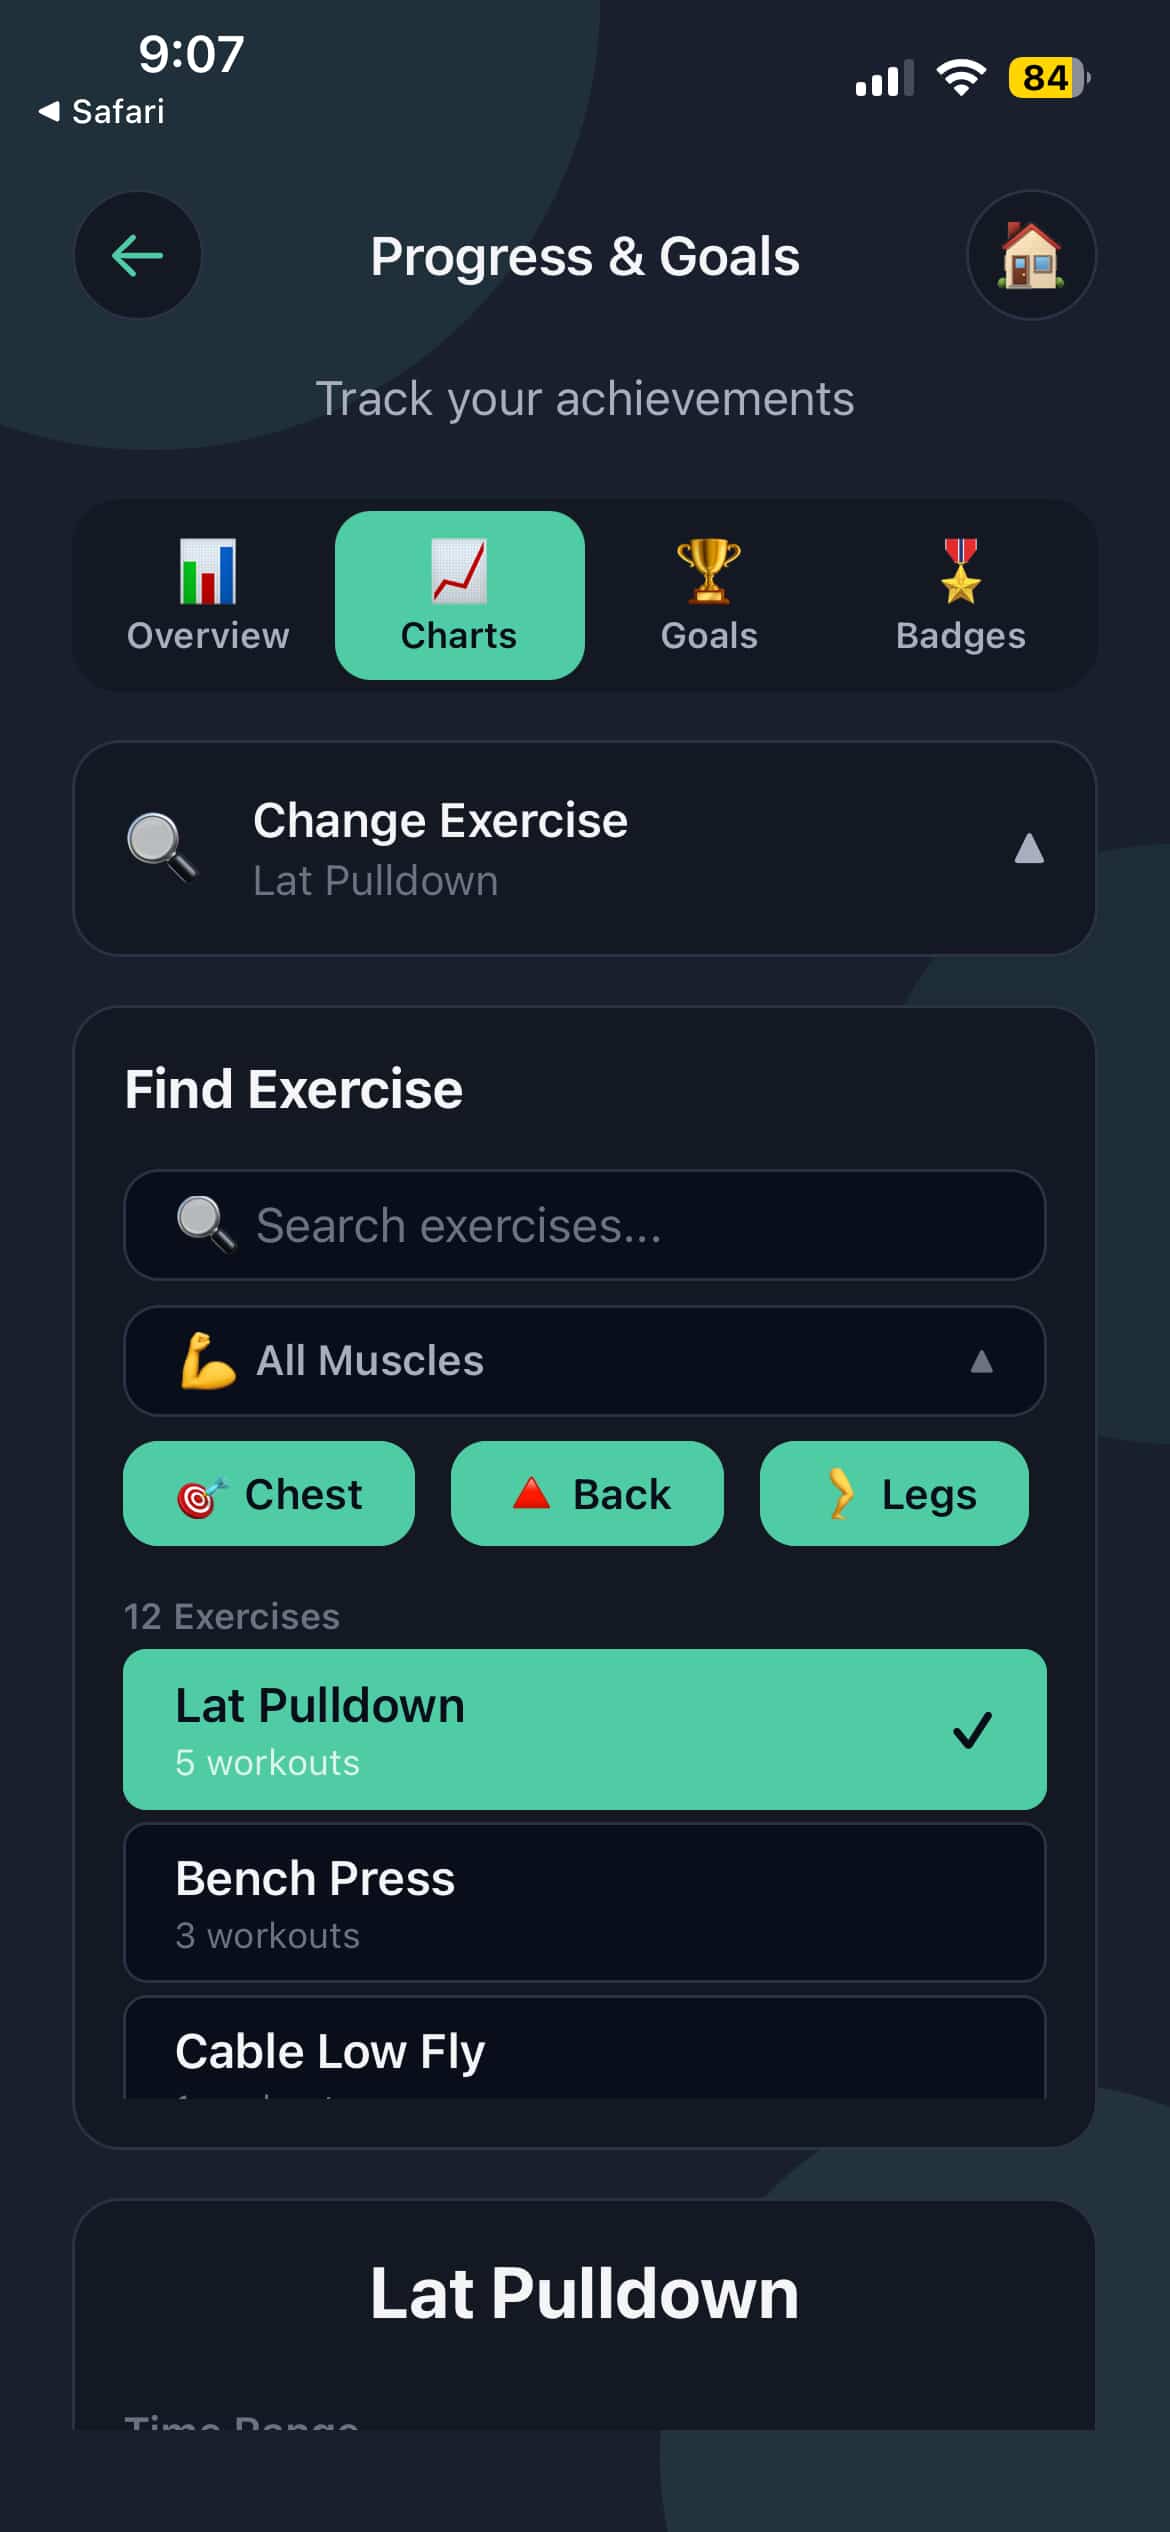 9:07
84
◀ Safari
Progress & Goals
Track your achievements
Overview
Charts
Goals
Badges
Change Exercise
Lat Pulldown
Find Exercise
Search exercises...
All Muscles
Chest
Back
Legs
12 Exercises
Lat Pulldown
5 workouts
Bench Press
3 workouts
Cable Low Fly
Lat Pulldown
Time Range